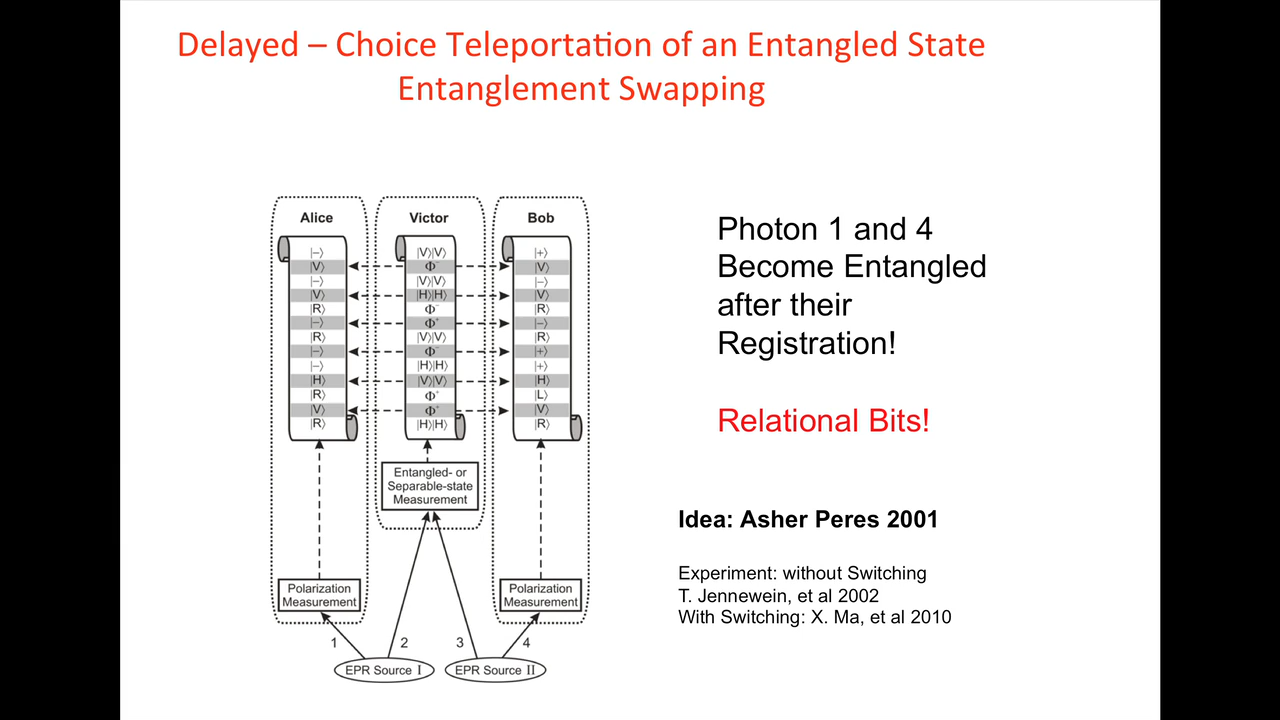 Delayed – Choice Teleportation of an Entangled State
Entanglement Swapping
Alice
Victor
Bob
|−⟩
|V⟩
|−⟩
|V⟩
|R⟩
|−⟩
|R⟩
|−⟩
|−⟩
|H⟩
|R⟩
|V⟩
|R⟩
|V⟩|V⟩
Φ⁻
|V⟩|V⟩
|H⟩|H⟩
Φ⁻
Φ⁺
|V⟩|V⟩
Φ⁻
|H⟩|H⟩
|V⟩|V⟩
Φ⁺
Φ⁺
|H⟩|H⟩
|+⟩
|V⟩
|−⟩
|V⟩
|R⟩
|−⟩
|R⟩
|+⟩
|+⟩
|H⟩
|L⟩
|V⟩
|R⟩
Entangled- or
Separable-state
Measurement
Polarization
Measurement
Polarization
Measurement
1
2
3
4
EPR Source I
EPR Source II
Photon 1 and 4
Become Entangled
after their
Registration!
Relational Bits!
Idea: Asher Peres 2001
Experiment: without Switching
T. Jennewein, et al 2002
With Switching: X. Ma, et al 2010